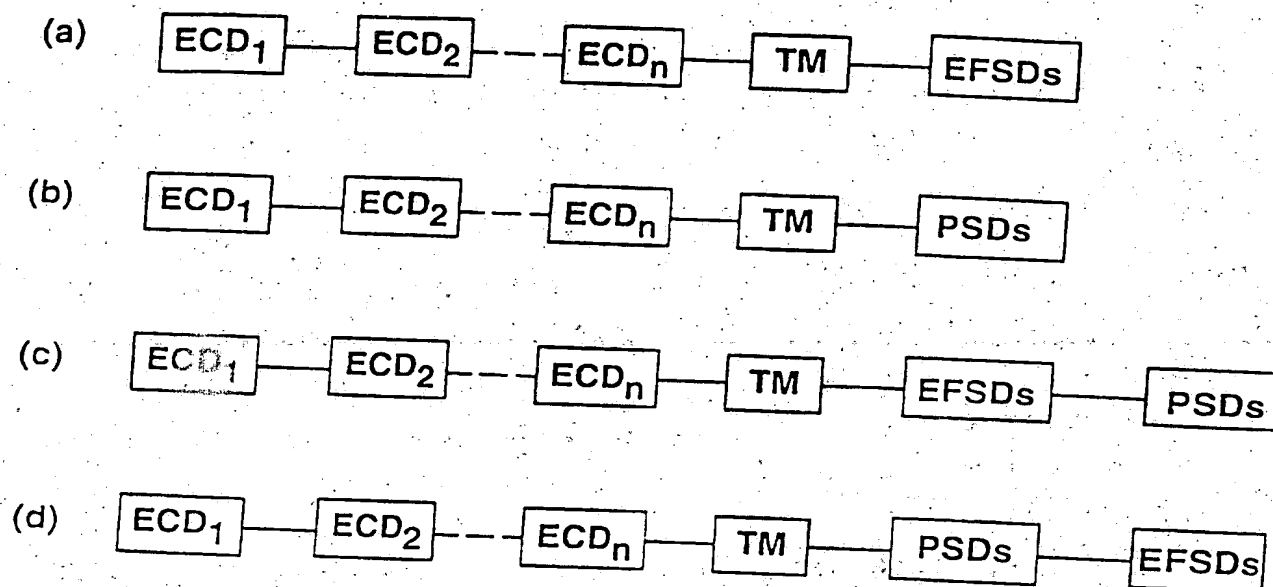 (a) ECD₁ ECD₂ ECDₙ TM EFSDs
(b) ECD₁ ECD₂ ECDₙ TM PSDs
(c) ECD₁ ECD₂ ECDₙ TM EFSDs PSDs
(d) ECD₁ ECD₂ ECDₙ TM PSDs EFSDs